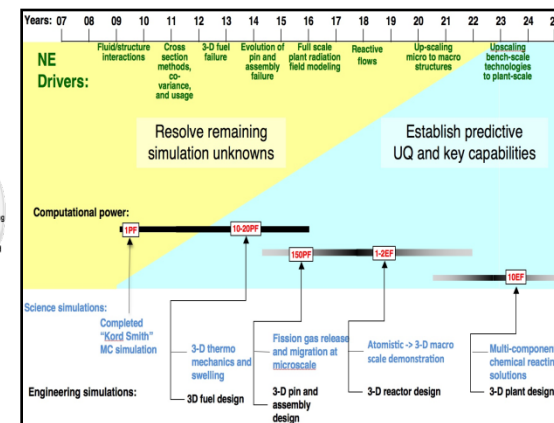 Years: 07 08 09 10 11 12 13 14 15 16 17 18 19 20 21 22 23 24
NE
Drivers:
Fluid/structure
interactions
Cross
section
methods,
co-
variance,
and usage
3-D fuel
failure
Evolution of
pin and
assembly
failure
Full scale
plant radiation
field modeling
Reactive
flows
Up-scaling
micro to macro
structures
Upscaling
bench-scale
technologies
to plant-scale
Resolve remaining
simulation unknowns
Establish predictive
UQ and key capabilities
Computational power:
1PF
10-20PF
150PF
1-2EF
10EF
Science simulations:
Completed
“Kord Smith”
MC simulation
3-D thermo
mechanics and
swelling
Fission gas release
and migration at
microscale
Atomistic -> 3-D macro
scale demonstration
Multi-component
chemical reacting
solutions
Engineering simulations:
3D fuel design
3-D pin and
assembly
design
3-D reactor design
3-D plant design